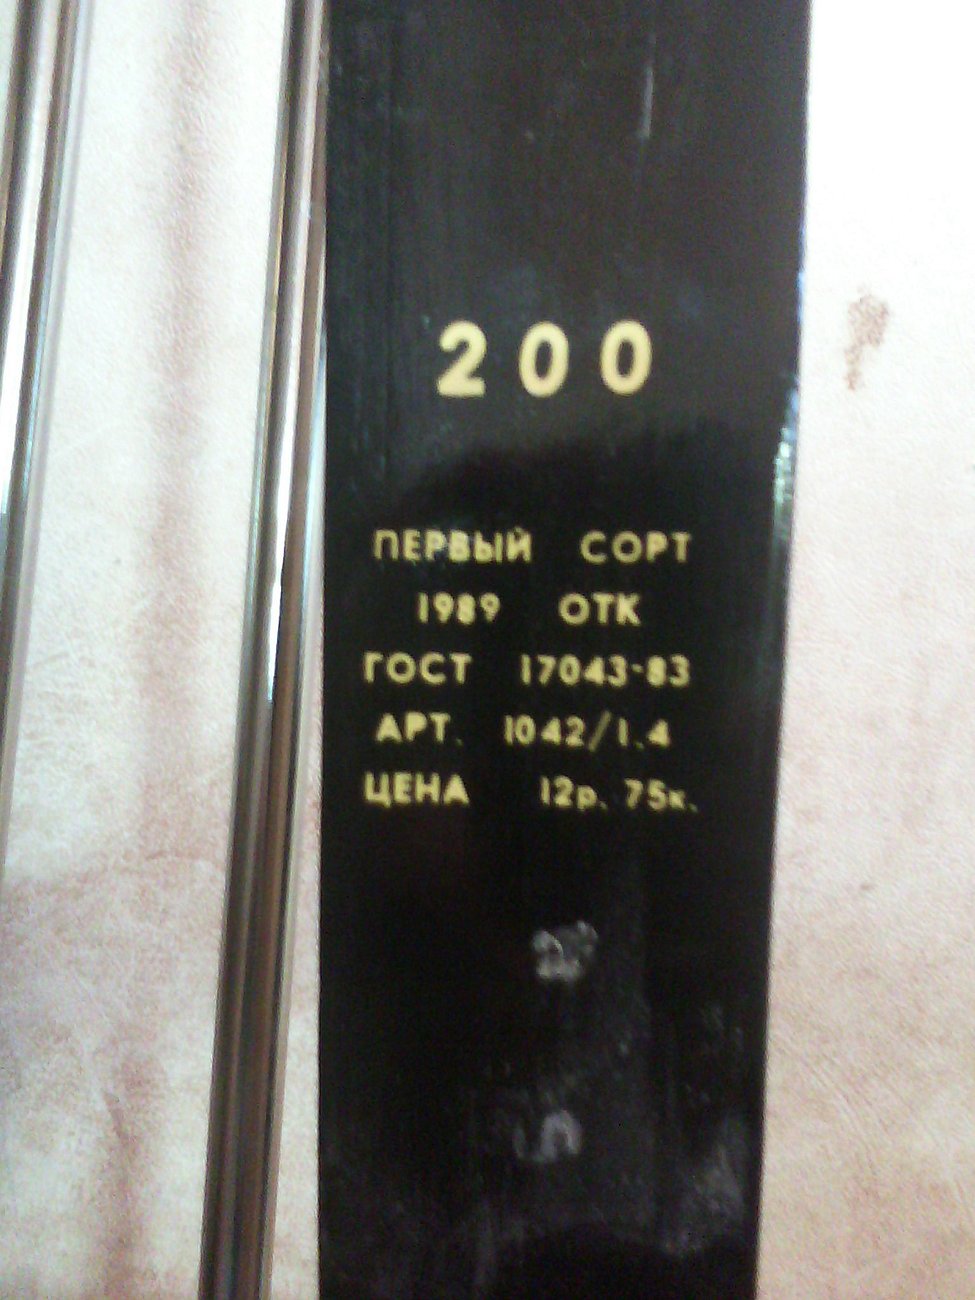 200
ПЕРВЫЙ СОРТ
1989 ОТК
ГОСТ 17043-83
АРТ. 1042/1.4
ЦЕНА 12р. 75к.